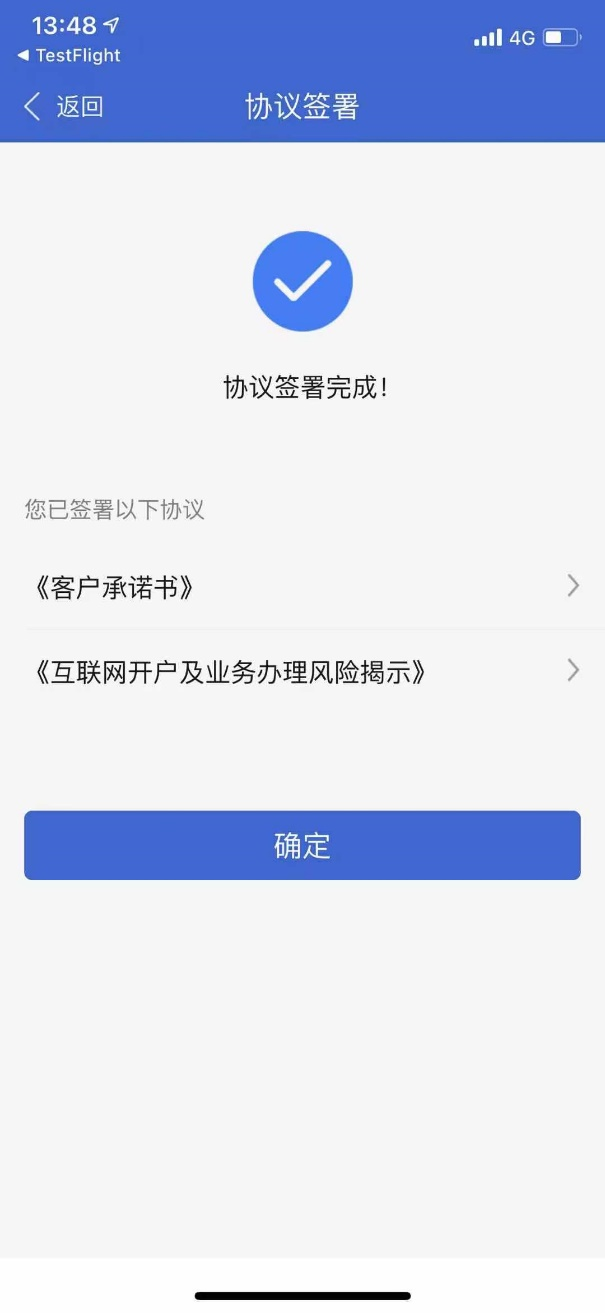 13:48
4G
TestFlight
返回
协议签署
协议签署完成!
您已签署以下协议
《客户承诺书》
《互联网开户及业务办理风险揭示》
确定